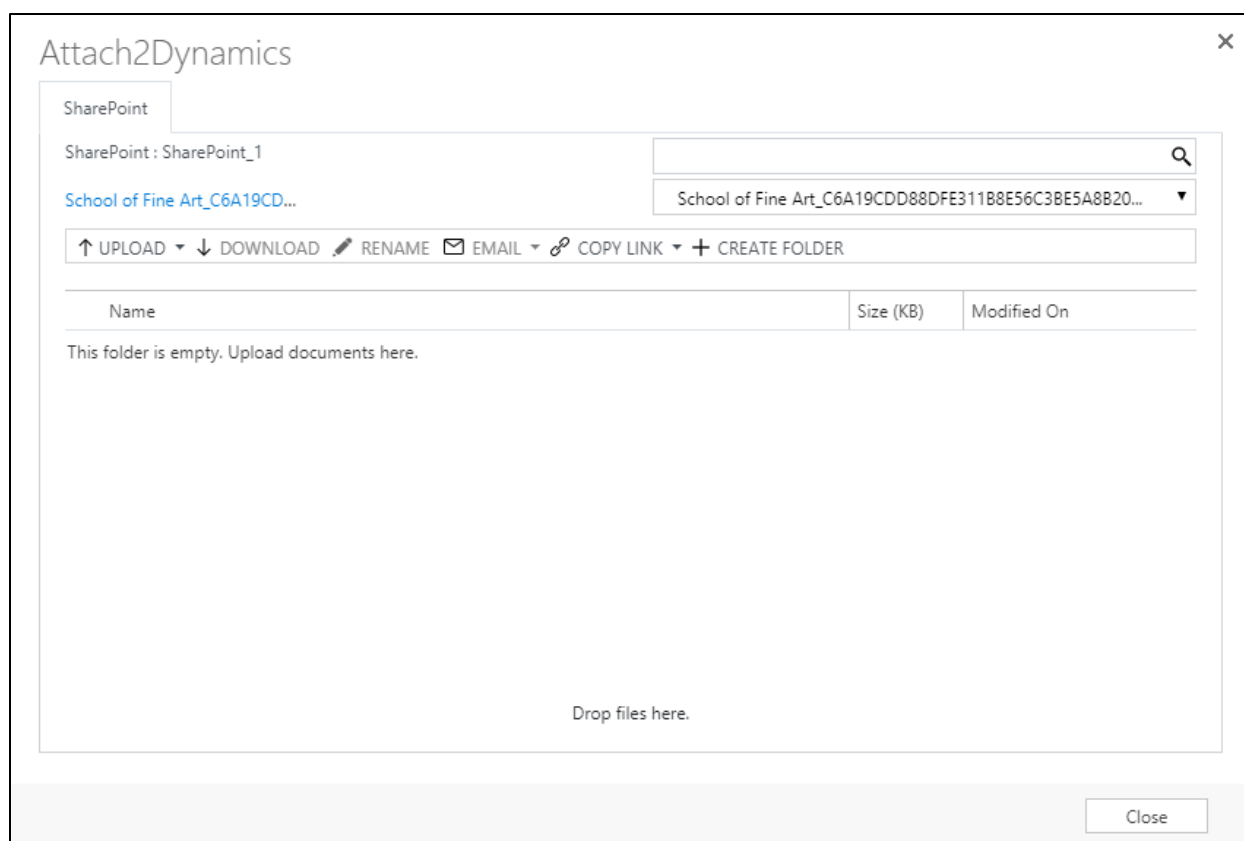 Attach2Dynamics
SharePoint
SharePoint : SharePoint_1
School of Fine Art_C6A19CD...
School of Fine Art_C6A19CDD88DFE311B8E56C3BE5A8B20...
UPLOAD DOWNLOAD RENAME EMAIL COPY LINK CREATE FOLDER
Name Size (KB) Modified On
This folder is empty. Upload documents here.
Drop files here.
Close